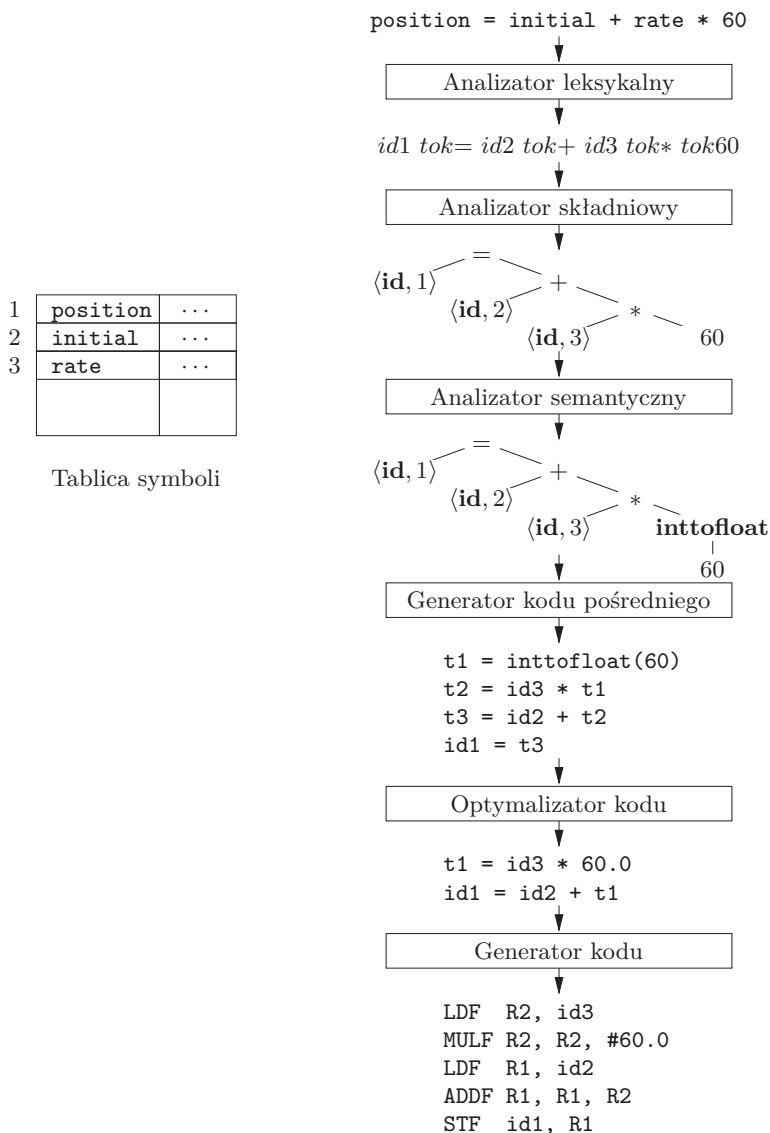 position = initial + rate * 60
Analizator leksykalny
id1 tok= id2 tok+ id3 tok* tok60
Analizator składniowy
=
⟨id, 1⟩ +
⟨id, 2⟩ *
⟨id, 3⟩ 60
1 position ···
2 initial ···
3 rate ···
Tablica symboli
Analizator semantyczny
=
⟨id, 1⟩ +
⟨id, 2⟩ *
⟨id, 3⟩ inttofloat
60
Generator kodu pośredniego
t1 = inttofloat(60)
t2 = id3 * t1
t3 = id2 + t2
id1 = t3
Optymalizator kodu
t1 = id3 * 60.0
id1 = id2 + t1
Generator kodu
LDF R2, id3
MULF R2, R2, #60.0
LDF R1, id2
ADDF R1, R1, R2
STF id1, R1